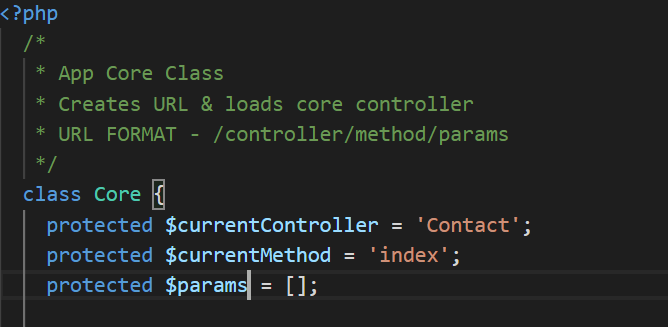 <?php
/*
* App Core Class
* Creates URL & loads core controller
* URL FORMAT - /controller/method/params
*/
class Core {
protected $currentController = 'Contact';
protected $currentMethod = 'index';
protected $params = [];